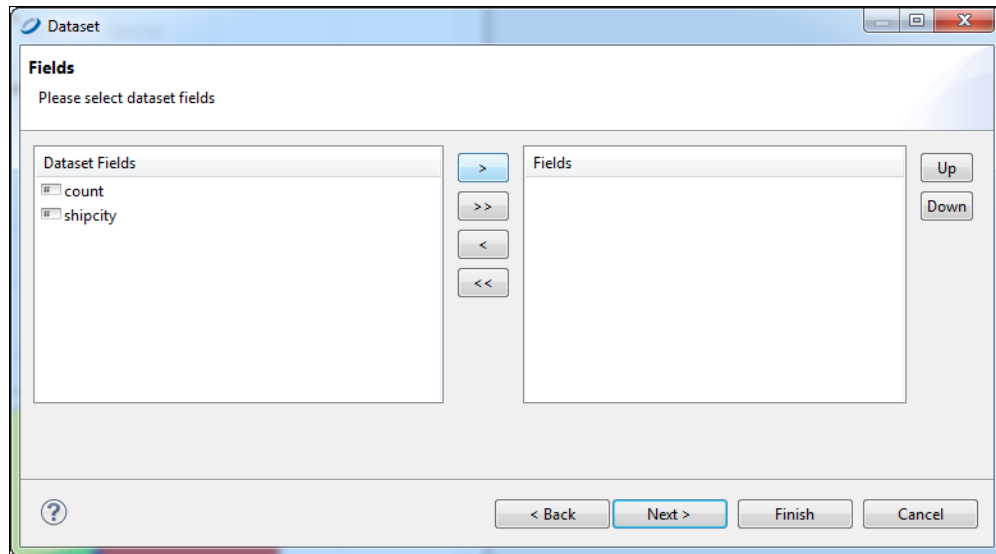 Dataset
Fields
Please select dataset fields
Dataset Fields
count
shipcity
>
>>
<
<<
Fields
Up
Down
?
< Back
Next >
Finish
Cancel